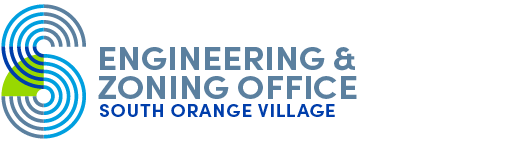 ENGINEERING &
ZONING OFFICE
SOUTH ORANGE VILLAGE